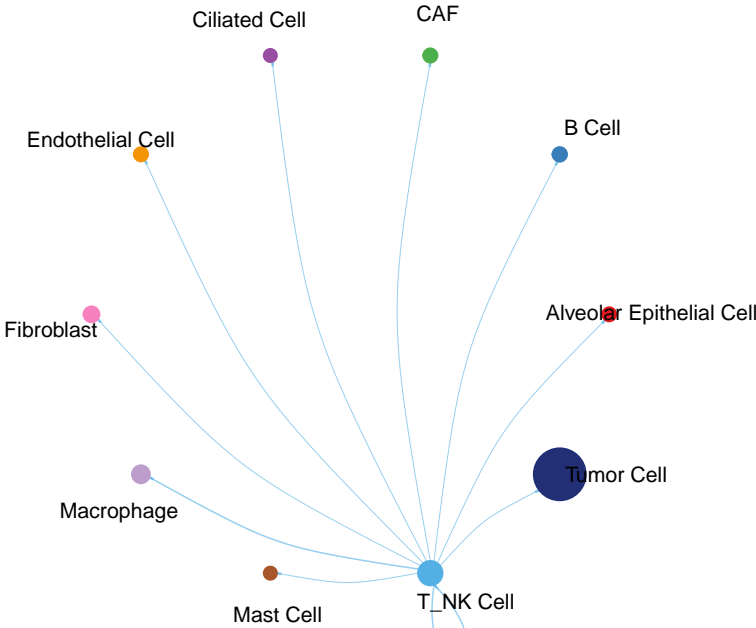 CAF
Ciliated Cell
B Cell
Endothelial Cell
Alveolar Epithelial Cell
Fibroblast
Tumor Cell
Macrophage
T_NK Cell
Mast Cell